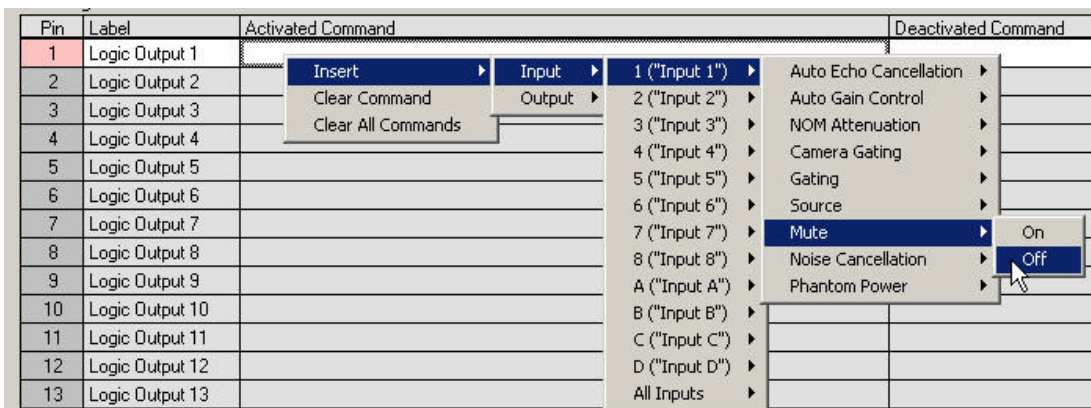 Pin Label Activated Command Deactivated Command
1 Logic Output 1
2 Logic Output 2
3 Logic Output 3
4 Logic Output 4
5 Logic Output 5
6 Logic Output 6
7 Logic Output 7
8 Logic Output 8
9 Logic Output 9
10 Logic Output 10
11 Logic Output 11
12 Logic Output 12
13 Logic Output 13
Insert
Clear Command
Clear All Commands
Input
Output
1 ("Input 1")
2 ("Input 2")
3 ("Input 3")
4 ("Input 4")
5 ("Input 5")
6 ("Input 6")
7 ("Input 7")
8 ("Input 8")
A ("Input A")
B ("Input B")
C ("Input C")
D ("Input D")
All Inputs
Auto Echo Cancellation
Auto Gain Control
NOM Attenuation
Camera Gating
Gating
Source
Mute
Noise Cancellation
Phantom Power
On
Off